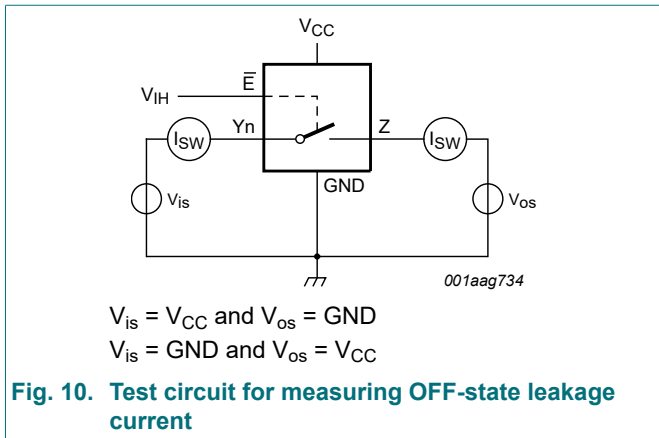 VCC
E
VIH
Yn
Z
ISW
ISW
GND
Vis
Vos
001aag734
Vis = VCC and Vos = GND
Vis = GND and Vos = VCC
Fig. 10. Test circuit for measuring OFF-state leakage
current